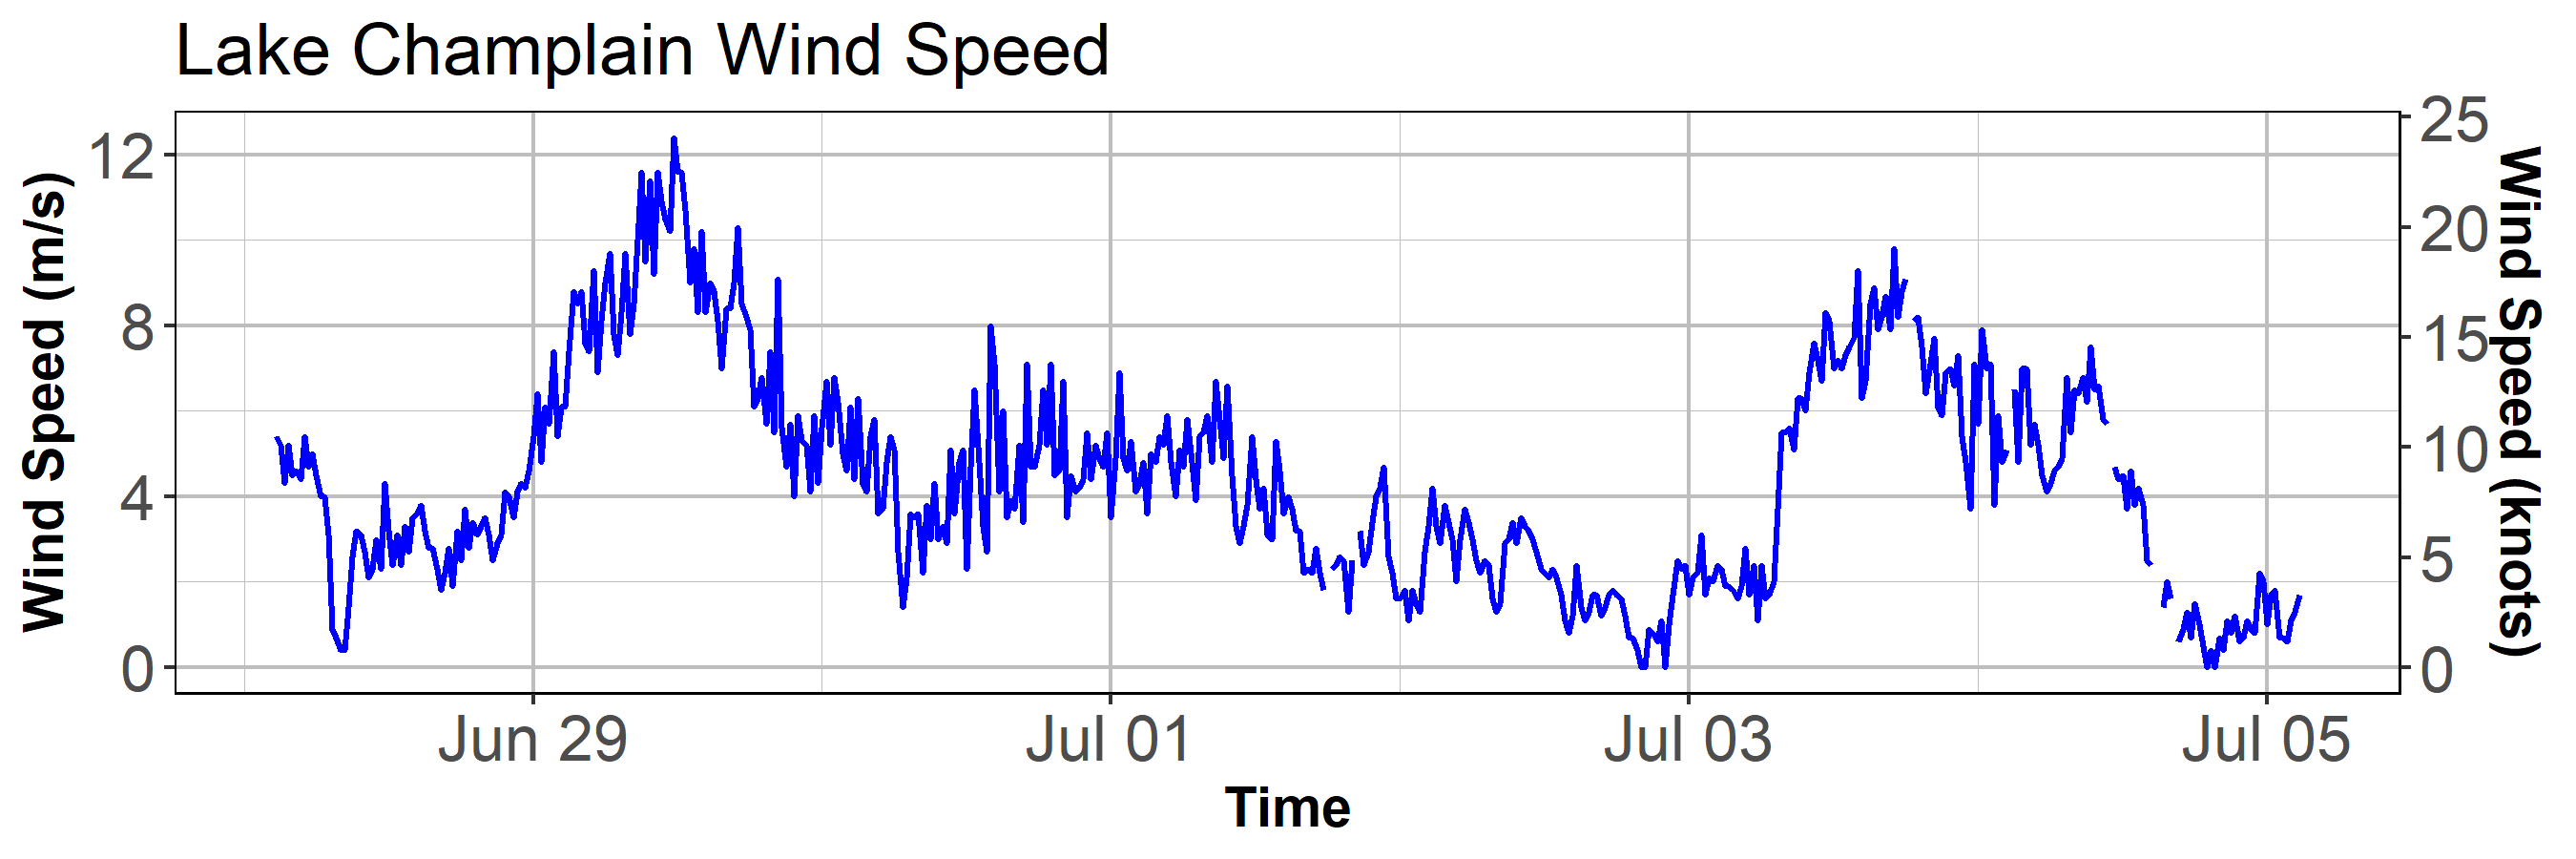 Lake Champlain Wind Speed
Wind Speed (m/s)
12
8
4
0
25
20
15
10
5
0
Wind Speed (knots)
Jun 29
Jul 01
Jul 03
Jul 05
Time